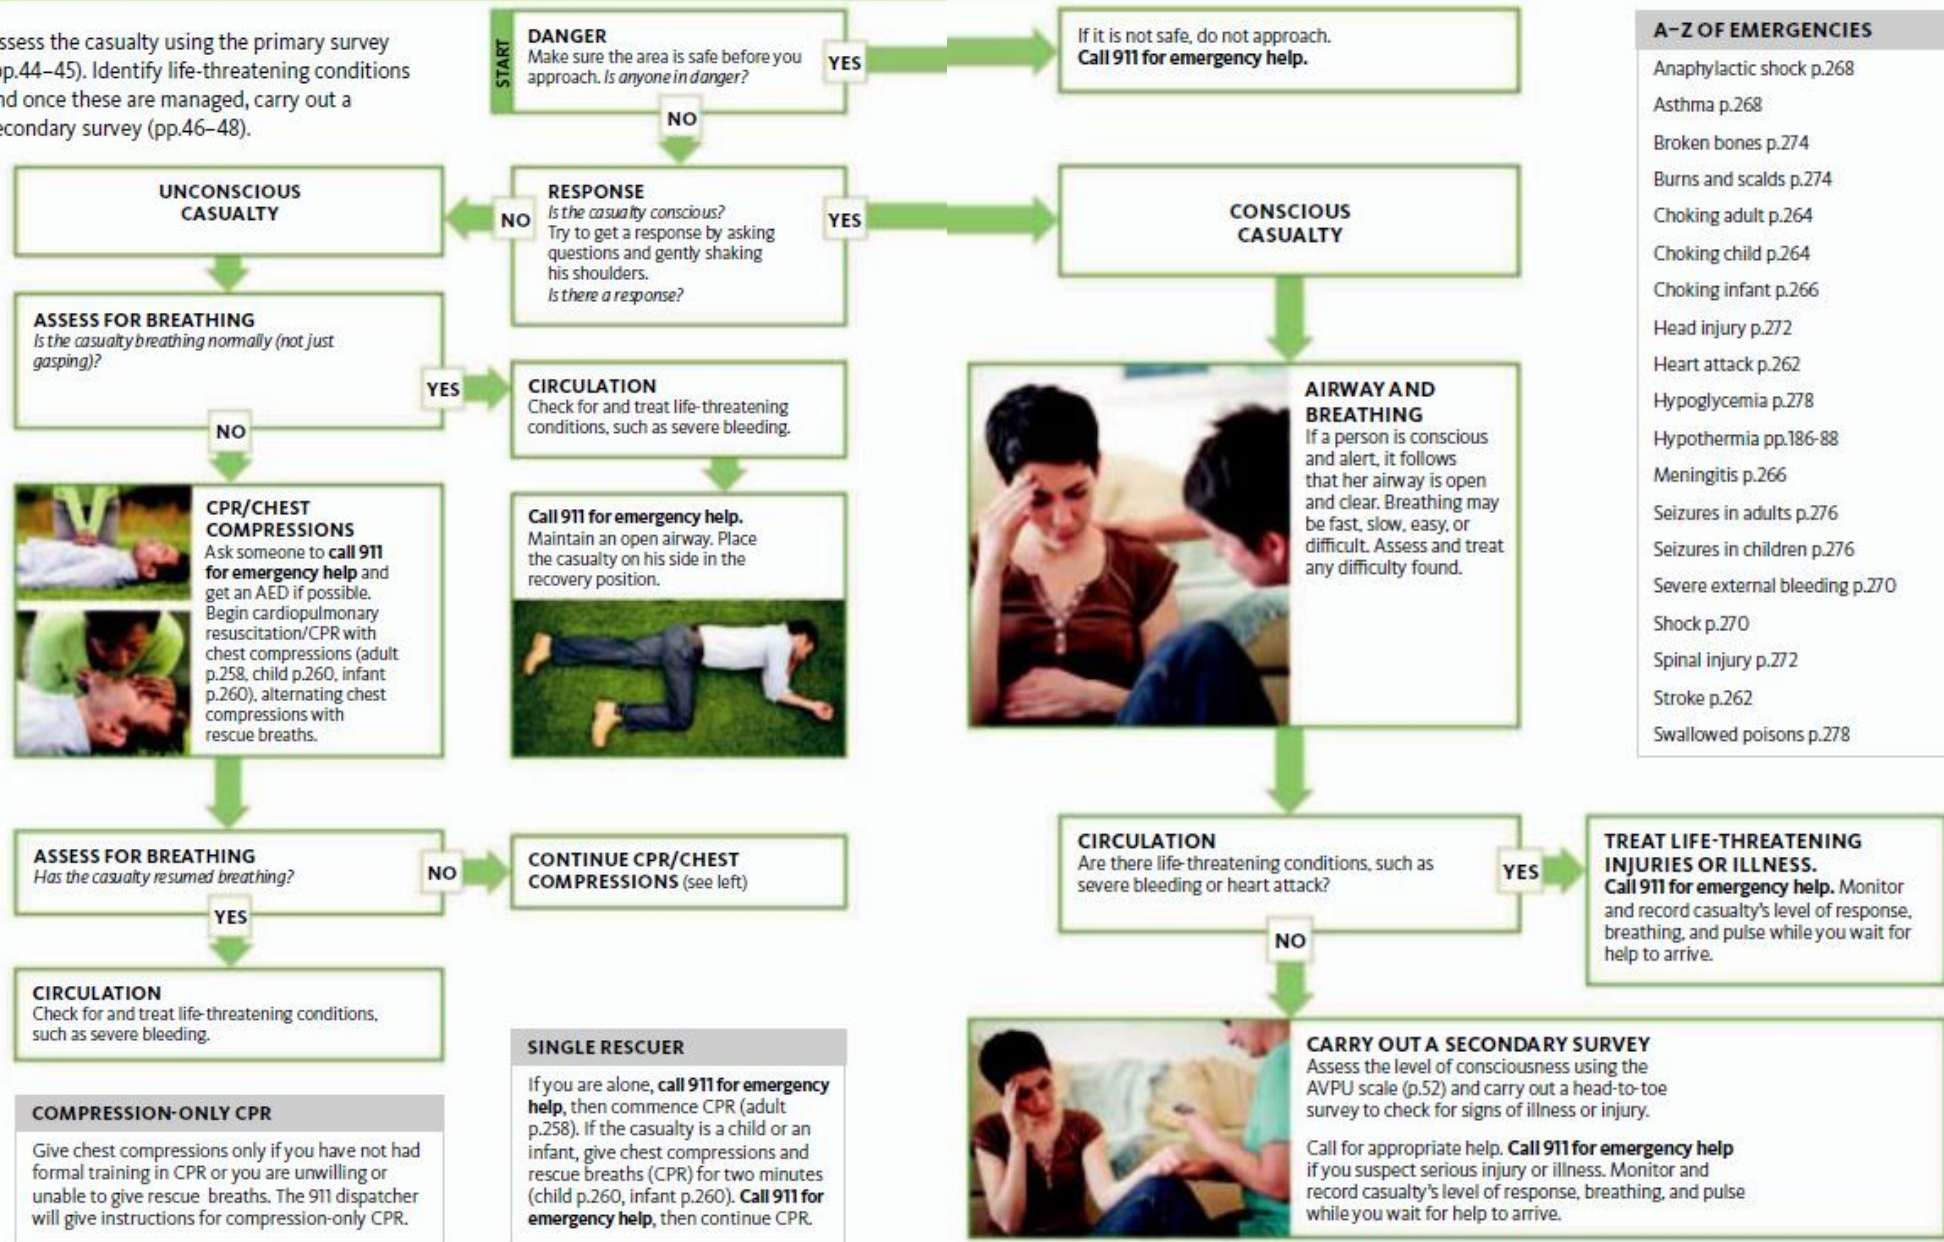 ssess the casualty using the primary survey
pp.44–45). Identify life-threatening conditions
nd once these are managed, carry out a
econdary survey (pp.46–48).
START
DANGER
Make sure the area is safe before you
approach. Is anyone in danger?
YES
If it is not safe, do not approach.
Call 911 for emergency help.
NO
RESPONSE
Is the casualty conscious?
Try to get a response by asking
questions and gently shaking
his shoulders.
Is there a response?
NO
YES
UNCONSCIOUS
CASUALTY
ASSESS FOR BREATHING
Is the casualty breathing normally (not just
gasping)?
YES
NO
CIRCULATION
Check for and treat life-threatening
conditions, such as severe bleeding.
Call 911 for emergency help.
Maintain an open airway. Place
the casualty on his side in the
recovery position.
CPR/CHEST
COMPRESSIONS
Ask someone to call 911
for emergency help and
get an AED if possible.
Begin cardiopulmonary
resuscitation/CPR with
chest compressions (adult
p.258, child p.260, infant
p.260), alternating chest
compressions with
rescue breaths.
ASSESS FOR BREATHING
Has the casualty resumed breathing?
NO
CONTINUE CPR/CHEST
COMPRESSIONS (see left)
YES
CIRCULATION
Check for and treat life-threatening conditions,
such as severe bleeding.
COMPRESSION-ONLY CPR
Give chest compressions only if you have not had
formal training in CPR or you are unwilling or
unable to give rescue breaths. The 911 dispatcher
will give instructions for compression-only CPR.
SINGLE RESCUER
If you are alone, call 911 for emergency
help, then commence CPR (adult
p.258). If the casualty is a child or an
infant, give chest compressions and
rescue breaths (CPR) for two minutes
(child p.260, infant p.260). Call 911 for
emergency help, then continue CPR.
CONSCIOUS
CASUALTY
AIRWAY AND
BREATHING
If a person is conscious
and alert, it follows
that her airway is open
and clear. Breathing may
be fast, slow, easy, or
difficult. Assess and treat
any difficulty found.
CIRCULATION
Are there life-threatening conditions, such as
severe bleeding or heart attack?
YES
TREAT LIFE-THREATENING
INJURIES OR ILLNESS.
Call 911 for emergency help. Monitor
and record casualty's level of response,
breathing, and pulse while you wait for
help to arrive.
NO
CARRY OUT A SECONDARY SURVEY
Assess the level of consciousness using the
AVPU scale (p.52) and carry out a head-to-toe
survey to check for signs of illness or injury.
Call for appropriate help. Call 911 for emergency help
if you suspect serious injury or illness. Monitor and
record casualty's level of response, breathing, and pulse
while you wait for help to arrive.
A–Z OF EMERGENCIES
Anaphylactic shock p.268
Asthma p.268
Broken bones p.274
Burns and scalds p.274
Choking adult p.264
Choking child p.264
Choking infant p.266
Head injury p.272
Heart attack p.262
Hypoglycemia p.278
Hypothermia pp.186-88
Meningitis p.266
Seizures in adults p.276
Seizures in children p.276
Severe external bleeding p.270
Shock p.270
Spinal injury p.272
Stroke p.262
Swallowed poisons p.278